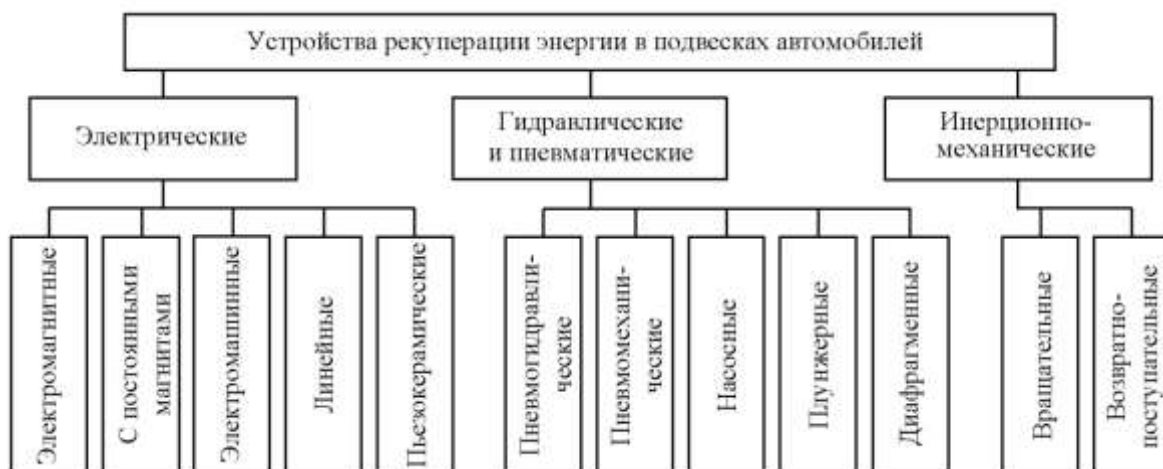 Устройства рекуперации энергии в подвесках автомобилей
Электрические
Гидравлические
и пневматические
Инерционно-
механические
Электромагнитные
С постоянными
магнитами
Электромашинные
Линейные
Пьезокерамические
Пневмогидравли-
ческие
Пневмомехани-
ческие
Насосные
Плунжерные
Диафрагменные
Вращательные
Возвратно-
поступательные